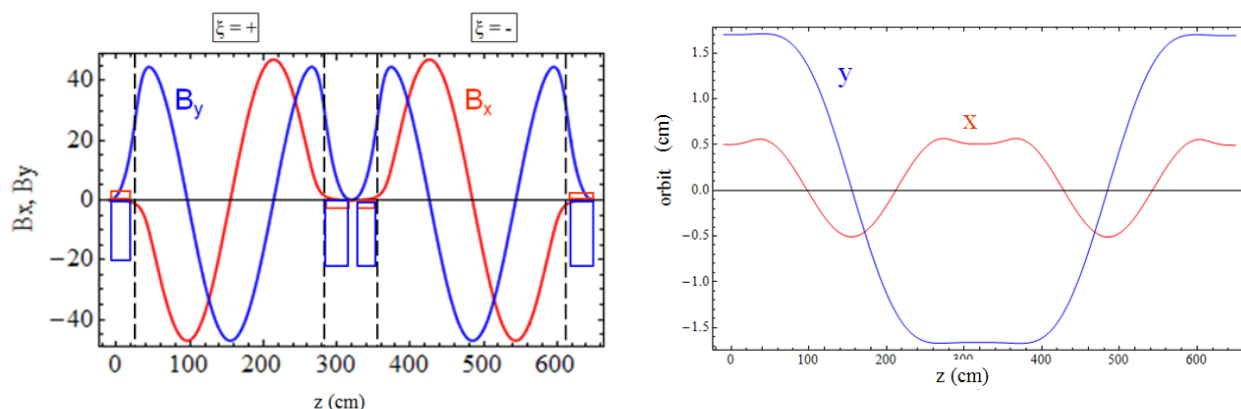 ξ = +
ξ = -
Bx, By
40
20
0
−20
−40
By
Bx
0 100 200 300 400 500 600
z (cm)
orbit (cm)
1.5
1.0
0.5
0.0
−0.5
−1.0
−1.5
y
x
0 100 200 300 400 500 600
z (cm)